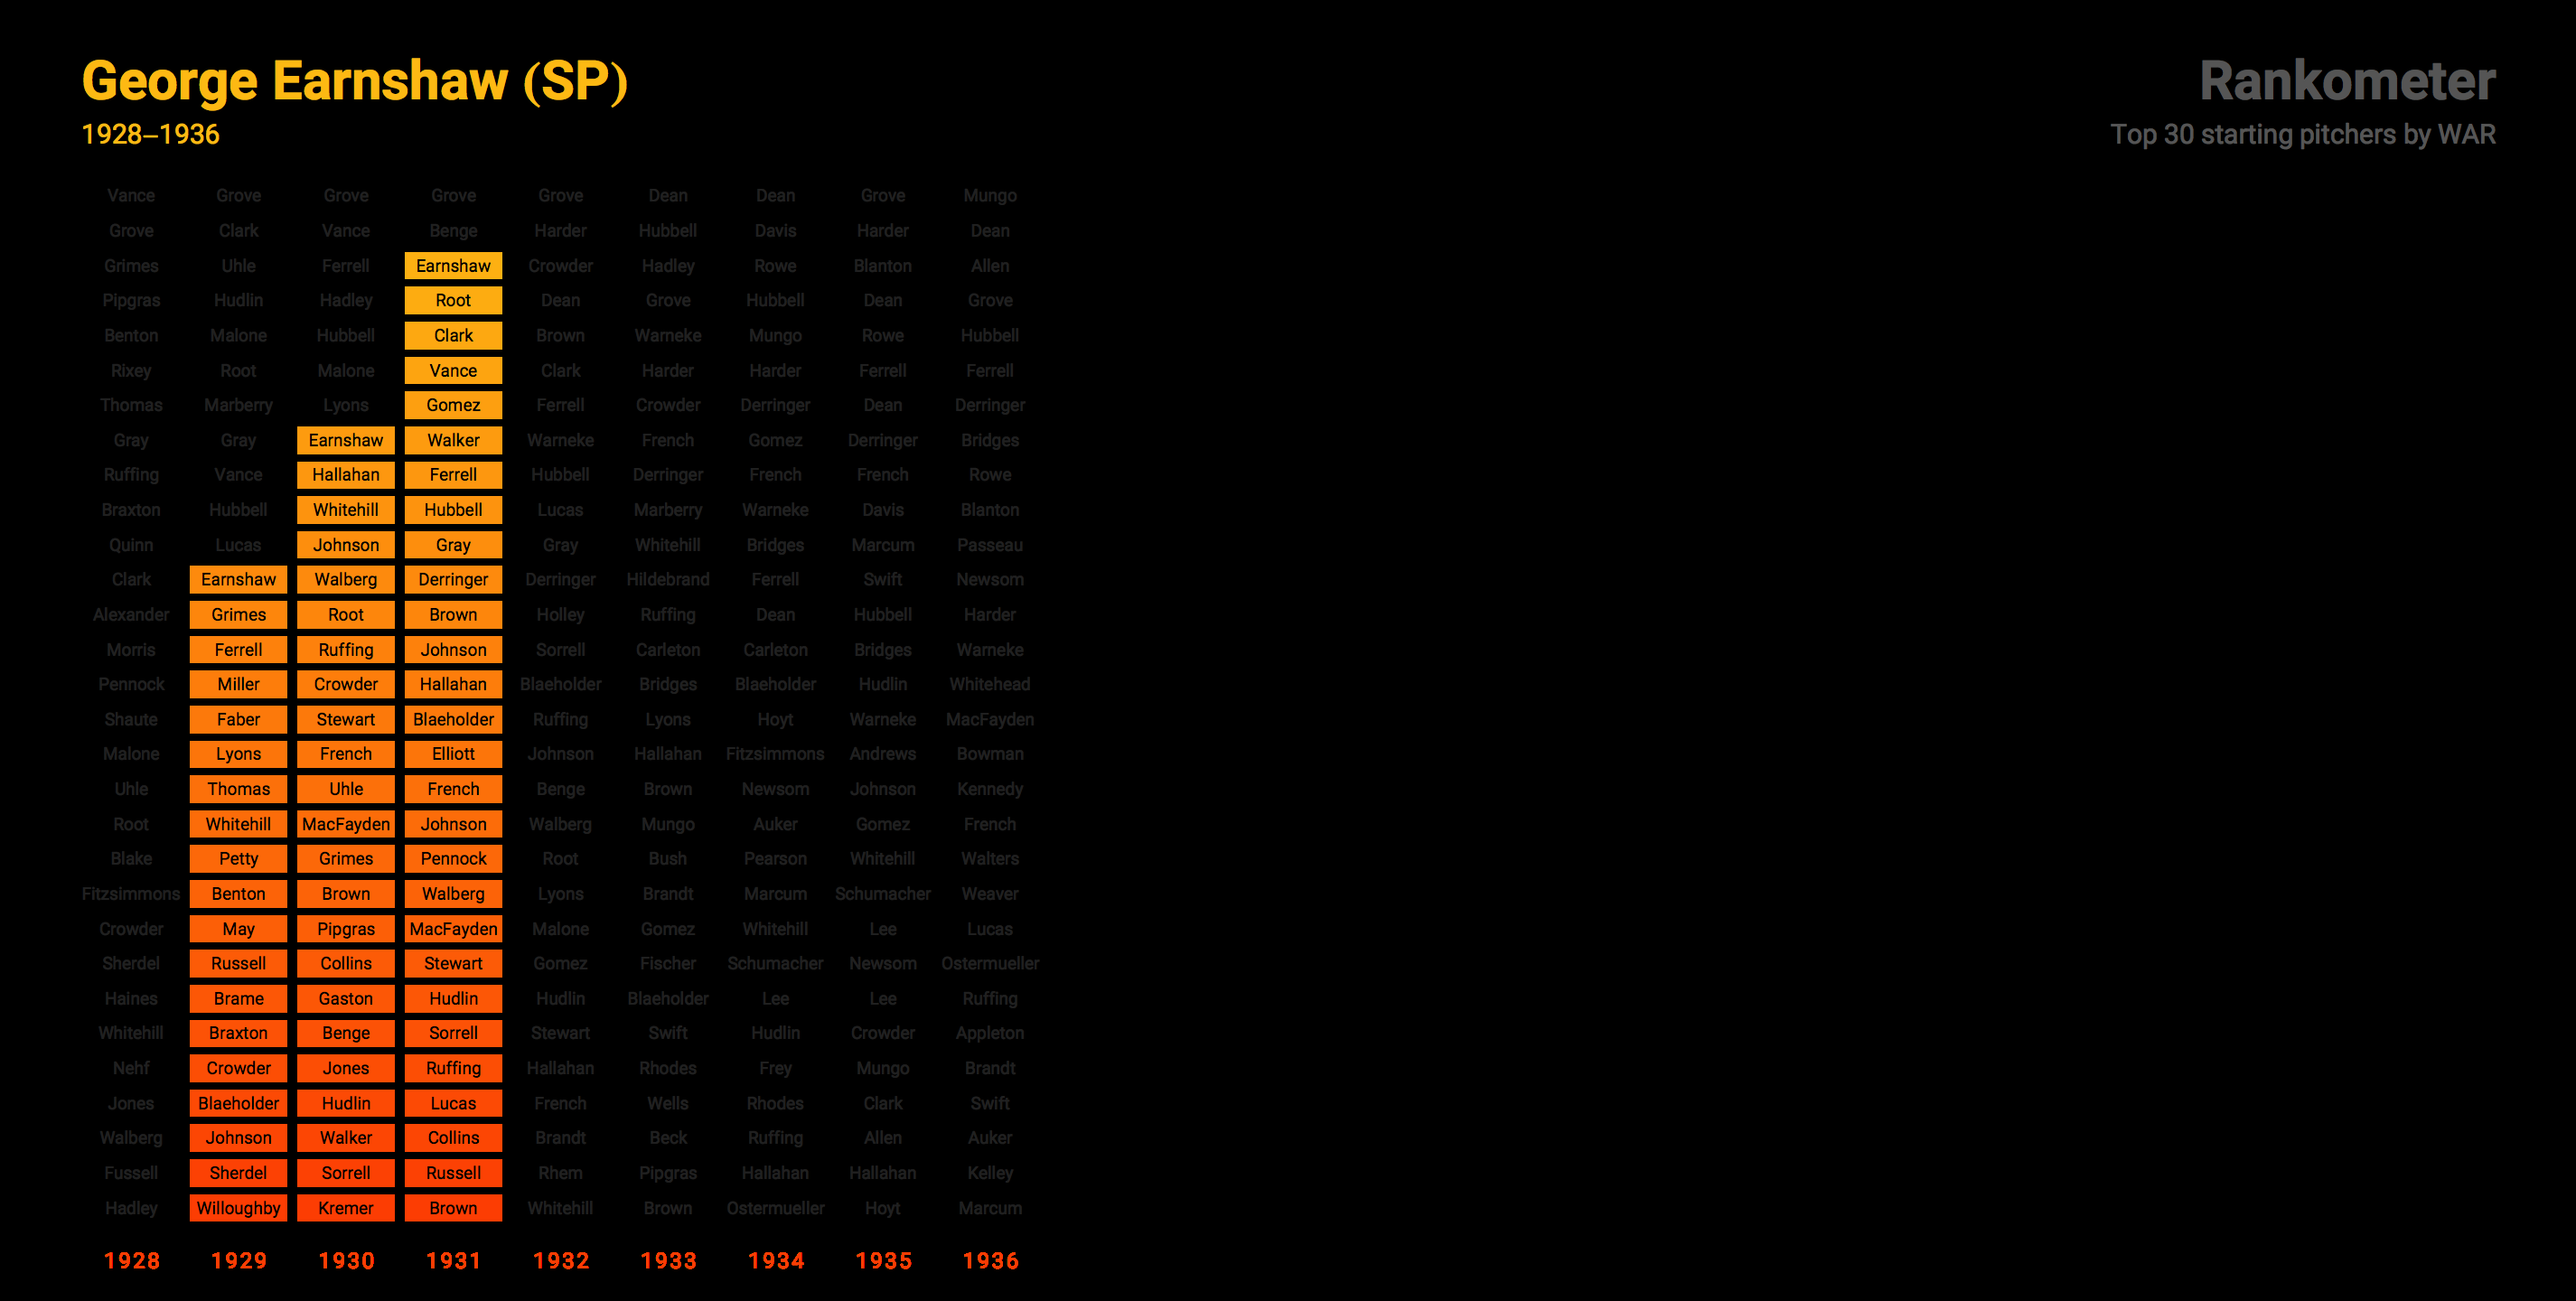 George Earnshaw (SP)
1928–1936
Rankometer
Top 30 starting pitchers by WAR
Vance Grove Grove Grove Grove Dean Dean Grove Mungo
Grove Clark Vance Benge Harder Hubbell Davis Harder Dean
Grimes Uhle Ferrell Earnshaw Crowder Hadley Rowe Blanton Allen
Pipgras Hudlin Hadley Root Dean Grove Hubbell Dean Grove
Benton Malone Hubbell Clark Brown Warneke Mungo Rowe Hubbell
Rixey Root Malone Vance Clark Harder Harder Ferrell Ferrell
Thomas Marberry Lyons Gomez Ferrell Crowder Derringer Dean Derringer
Gray Gray Earnshaw Walker Warneke French Gomez Derringer Bridges
Ruffing Vance Hallahan Ferrell Hubbell Derringer French French Rowe
Braxton Hubbell Whitehill Hubbell Lucas Marberry Warneke Davis Blanton
Quinn Lucas Johnson Gray Gray Whitehill Bridges Marcum Passeau
Clark Earnshaw Walberg Derringer Derringer Hildebrand Ferrell Swift Newsom
Alexander Grimes Root Brown Holley Ruffing Dean Hubbell Harder
Morris Ferrell Ruffing Johnson Sorrell Carleton Carleton Bridges Warneke
Pennock Miller Crowder Hallahan Blaeholder Bridges Blaeholder Hudlin Whitehead
Shaute Faber Stewart Blaeholder Ruffing Lyons Hoyt Warneke MacFayden
Malone Lyons French Elliott Johnson Hallahan Fitzsimmons Andrews Bowman
Uhle Thomas Uhle French Benge Brown Newsom Johnson Kennedy
Root Whitehill MacFayden Johnson Walberg Mungo Auker Gomez French
Blake Petty Grimes Pennock Root Bush Pearson Whitehill Walters
Fitzsimmons Benton Brown Walberg Lyons Brandt Marcum Schumacher Weaver
Crowder May Pipgras MacFayden Malone Gomez Whitehill Lee Lucas
Sherdel Russell Collins Stewart Gomez Fischer Schumacher Newsom Ostermueller
Haines Brame Gaston Hudlin Hudlin Blaeholder Lee Lee Ruffing
Whitehill Braxton Benge Sorrell Stewart Swift Hudlin Crowder Appleton
Nehf Crowder Jones Ruffing Hallahan Rhodes Frey Mungo Brandt
Jones Blaeholder Hudlin Lucas French Wells Rhodes Clark Swift
Walberg Johnson Walker Collins Brandt Beck Ruffing Allen Auker
Fussell Sherdel Sorrell Russell Rhem Pipgras Hallahan Hallahan Kelley
Hadley Willoughby Kremer Brown Whitehill Brown Ostermueller Hoyt Marcum
1928 1929 1930 1931 1932 1933 1934 1935 1936